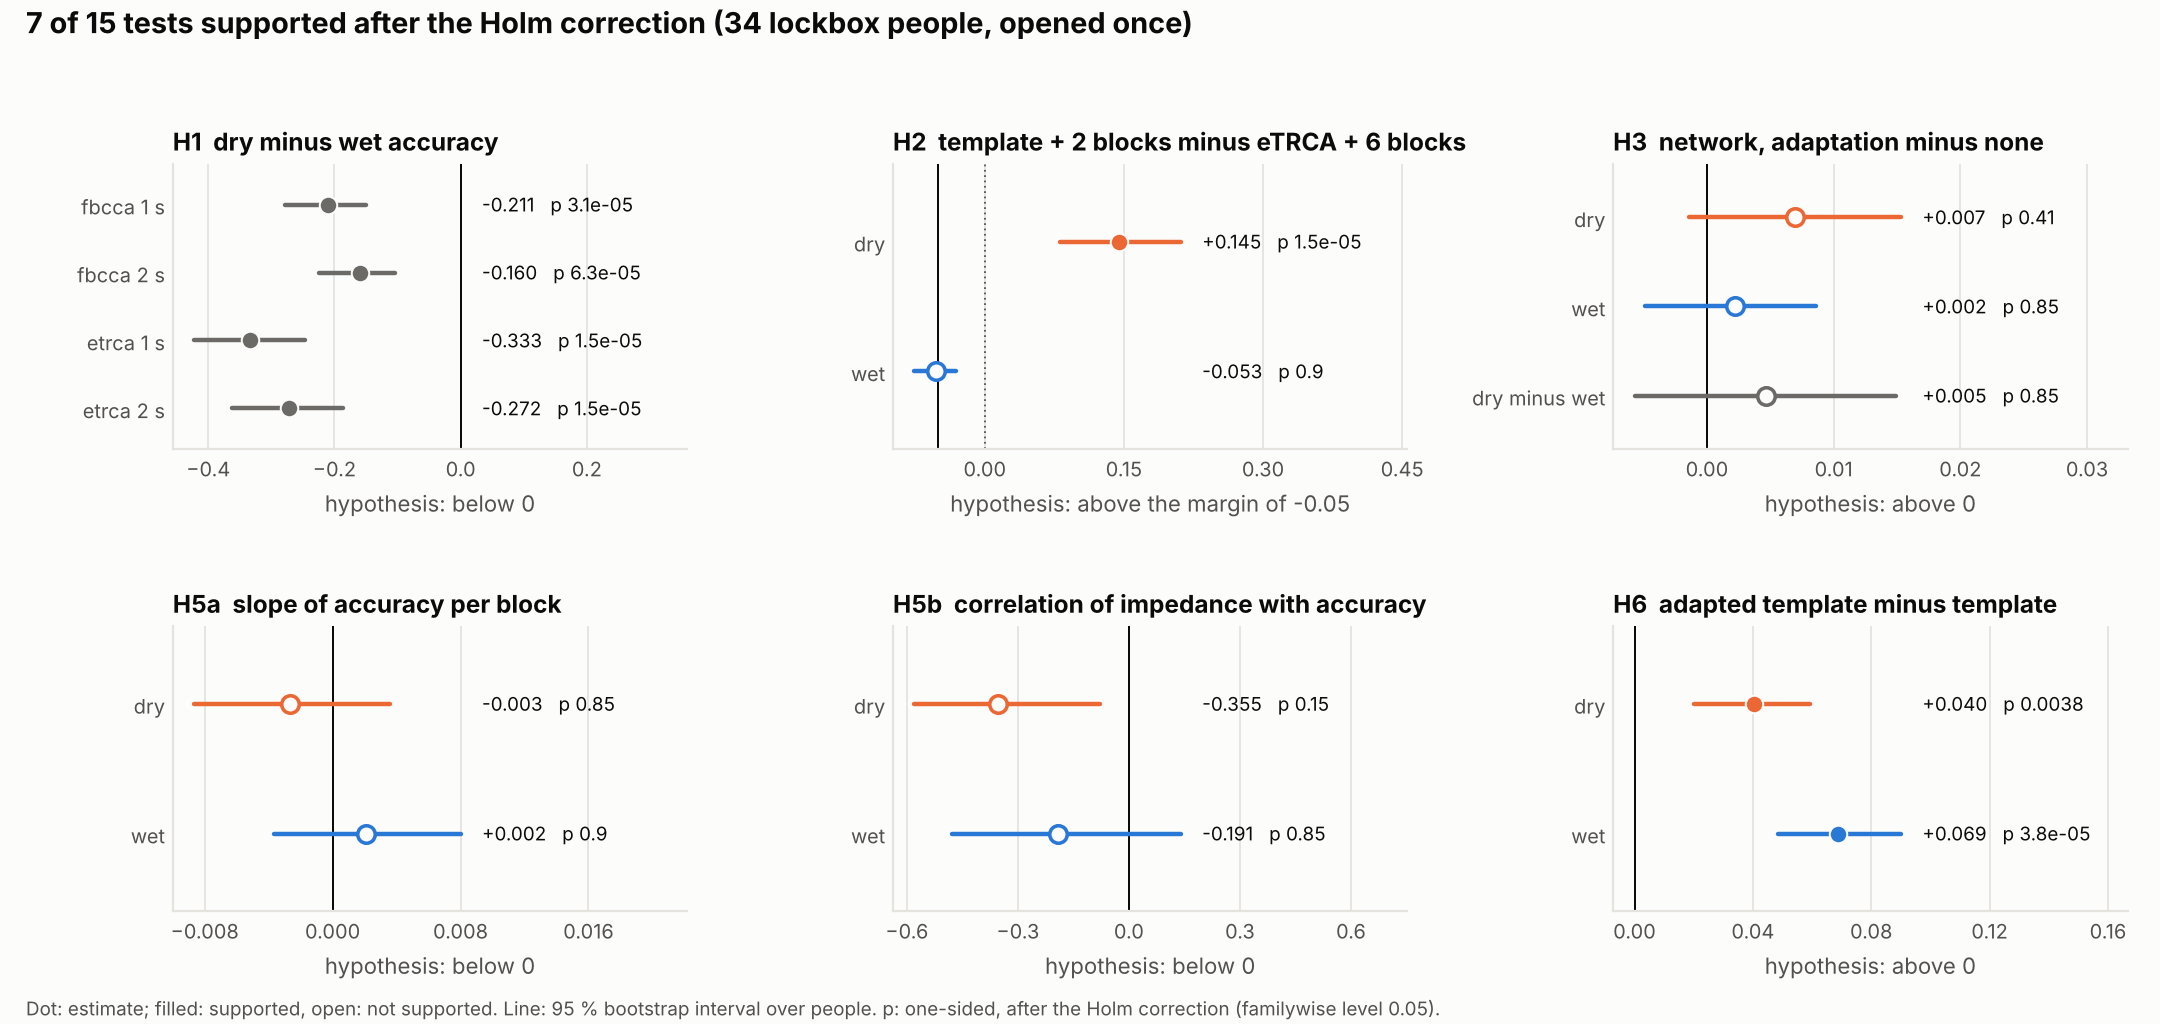 7 of 15 tests supported after the Holm correction (34 lockbox people, opened once)
H1 dry minus wet accuracy
fbcca 1 s
-0.211 p 3.1e-05
fbcca 2 s
-0.160 p 6.3e-05
etrca 1 s
-0.333 p 1.5e-05
etrca 2 s
-0.272 p 1.5e-05
−0.4 −0.2 0.0 0.2
hypothesis: below 0
H2 template + 2 blocks minus eTRCA + 6 blocks
dry
+0.145 p 1.5e-05
wet
-0.053 p 0.9
0.00 0.15 0.30 0.45
hypothesis: above the margin of -0.05
H3 network, adaptation minus none
dry
+0.007 p 0.41
wet
+0.002 p 0.85
dry minus wet
+0.005 p 0.85
0.00 0.01 0.02 0.03
hypothesis: above 0
H5a slope of accuracy per block
dry
-0.003 p 0.85
wet
+0.002 p 0.9
−0.008 0.000 0.008 0.016
hypothesis: below 0
H5b correlation of impedance with accuracy
dry
-0.355 p 0.15
wet
-0.191 p 0.85
−0.6 −0.3 0.0 0.3 0.6
hypothesis: below 0
H6 adapted template minus template
dry
+0.040 p 0.0038
wet
+0.069 p 3.8e-05
0.00 0.04 0.08 0.12 0.16
hypothesis: above 0
Dot: estimate; filled: supported, open: not supported. Line: 95 % bootstrap interval over people. p: one-sided, after the Holm correction (familywise level 0.05).